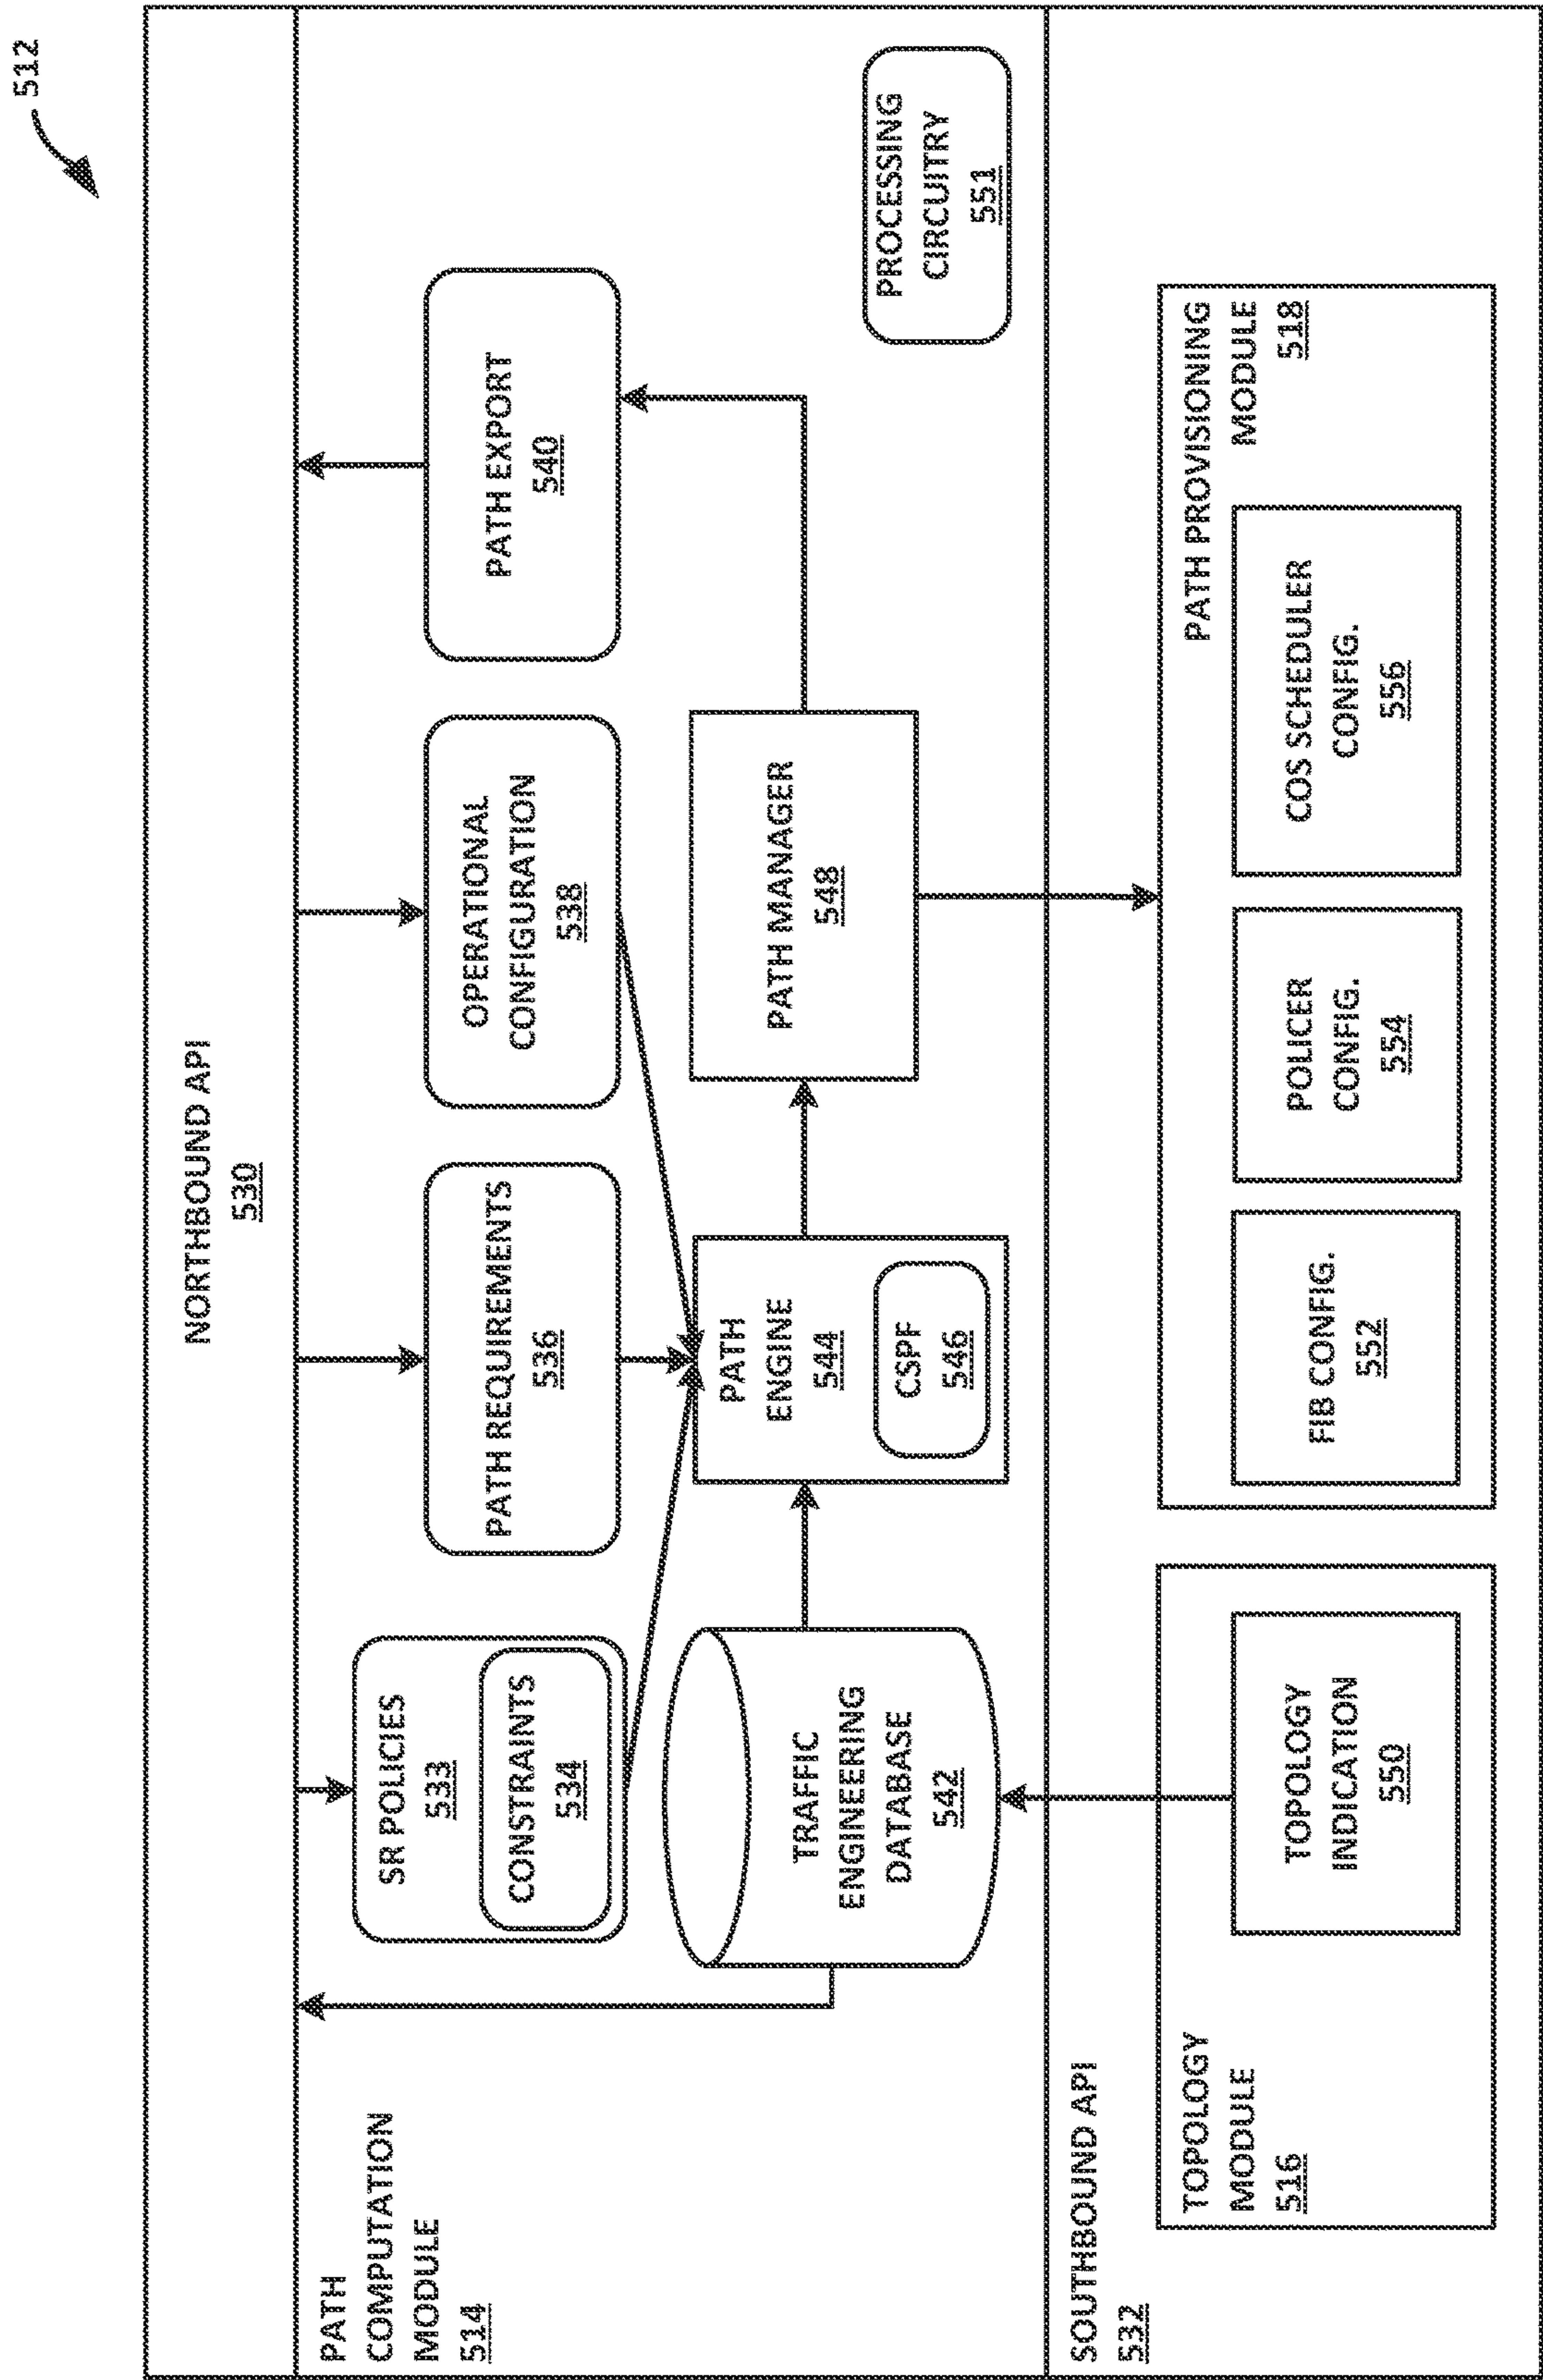 512
NORTHBOUND API
530
PATH
COMPUTATION
MODULE
514
SR POLICIES
533
CONSTRAINTS
534
PATH REQUIREMENTS
536
OPERATIONAL
CONFIGURATION
538
PATH EXPORT
540
TRAFFIC
ENGINEERING
DATABASE
542
PATH
ENGINE
544
CSPF
546
PATH MANAGER
548
PROCESSING
CIRCUITRY
551
SOUTHBOUND API
532
TOPOLOGY
MODULE
516
TOPOLOGY
INDICATION
550
PATH PROVISIONING
MODULE
518
FIB CONFIG.
552
POLICER
CONFIG.
554
COS SCHEDULER
CONFIG.
556